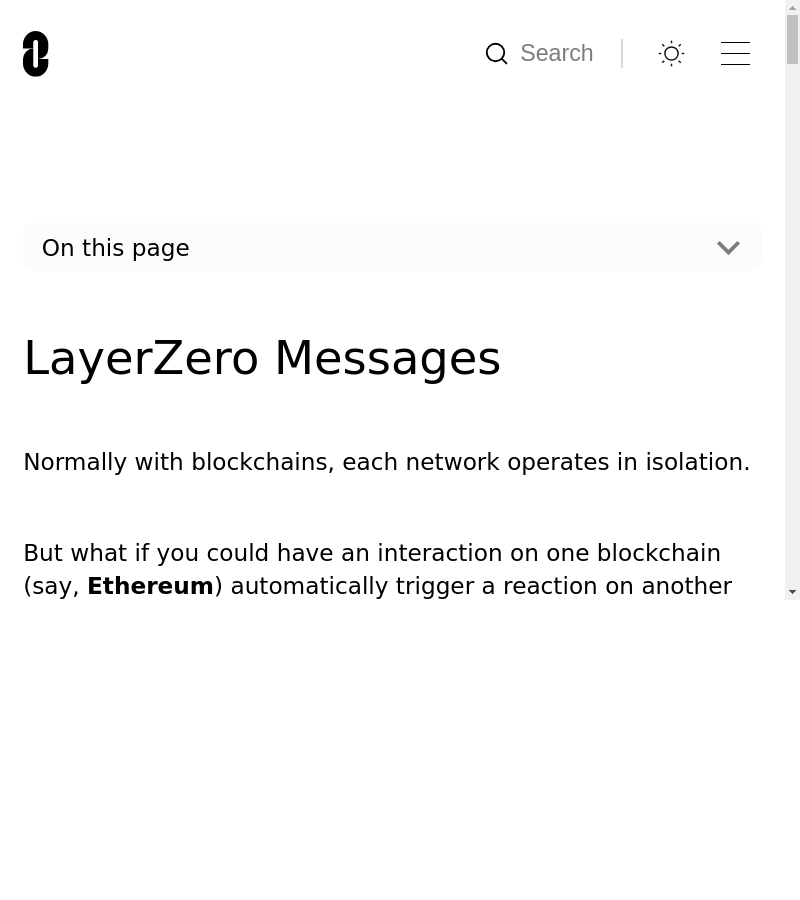 Search
On this page
LayerZero Messages
Normally with blockchains, each network operates in isolation.
But what if you could have an interaction on one blockchain
(say, Ethereum) automatically trigger a reaction on another